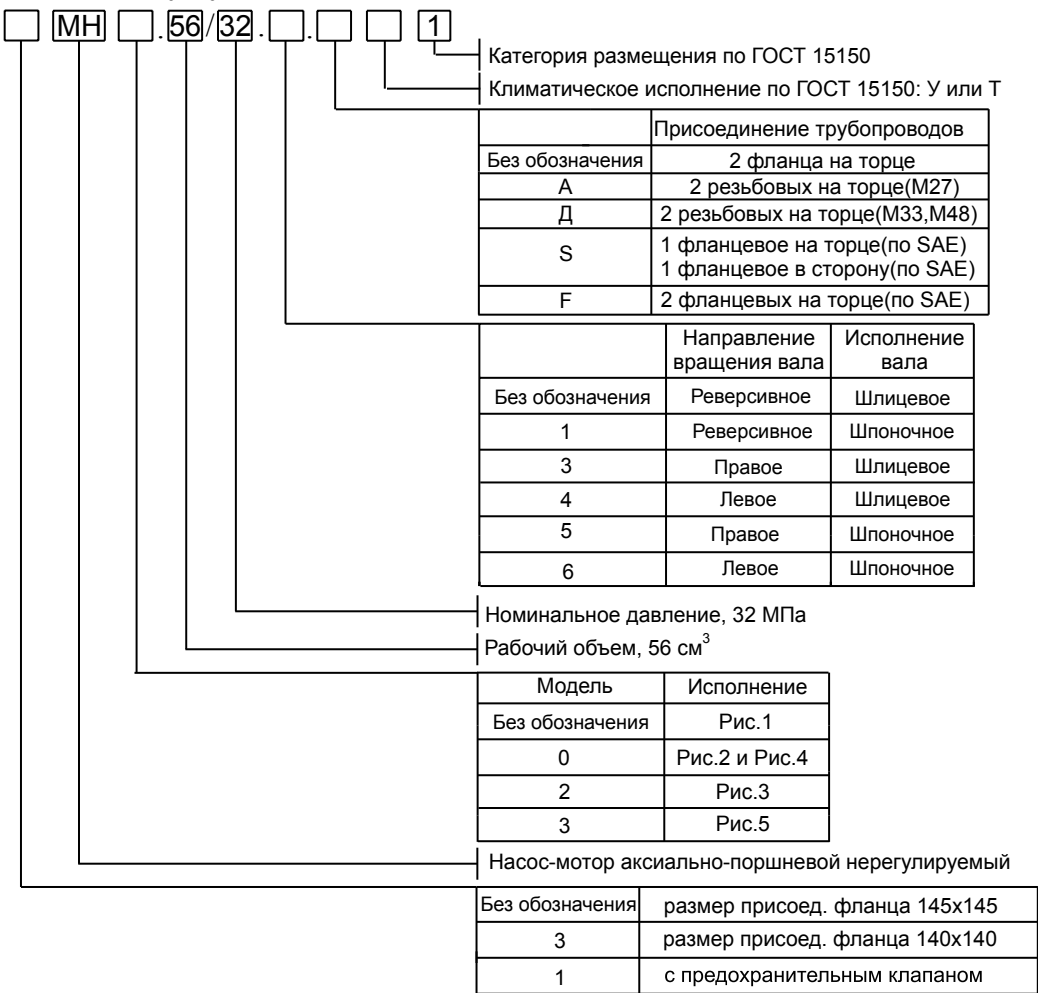 МН .56/32. . 1
Категория размещения по ГОСТ 15150
Климатическое исполнение по ГОСТ 15150: У или Т
Присоединение трубопроводов
Без обозначения 2 фланца на торце
А 2 резьбовых на торце(М27)
Д 2 резьбовых на торце(М33,М48)
S 1 фланцевое на торце(по SAE)
1 фланцевое в сторону(по SAE)
F 2 фланцевых на торце(по SAE)
Направление Исполнение
вращения вала вала
Без обозначения Реверсивное Шлицевое
1 Реверсивное Шпоночное
3 Правое Шлицевое
4 Левое Шлицевое
5 Правое Шпоночное
6 Левое Шпоночное
Номинальное давление, 32 МПа
Рабочий объем, 56 см³
Модель Исполнение
Без обозначения Рис.1
0 Рис.2 и Рис.4
2 Рис.3
3 Рис.5
Насос-мотор аксиально-поршневой нерегулируемый
Без обозначения размер присоед. фланца 145х145
3 размер присоед. фланца 140х140
1 с предохранительным клапаном